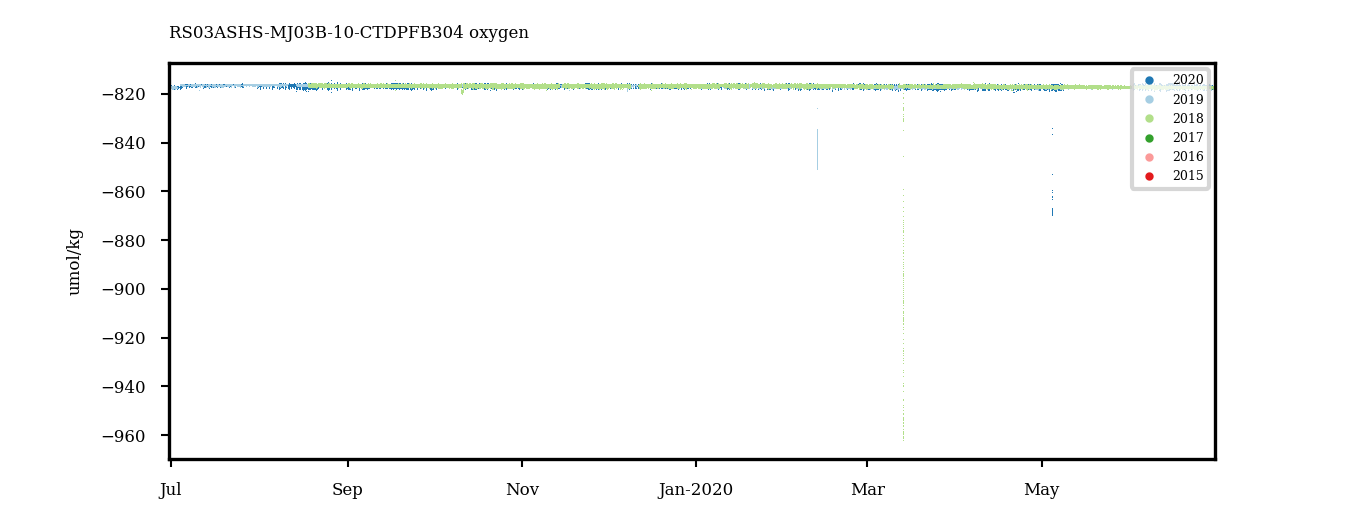 RS03ASHS-MJ03B-10-CTDPFB304 oxygen
umol/kg
−820
−840
−860
−880
−900
−920
−940
−960
Jul
Sep
Nov
Jan-2020
Mar
May
2020
2019
2018
2017
2016
2015